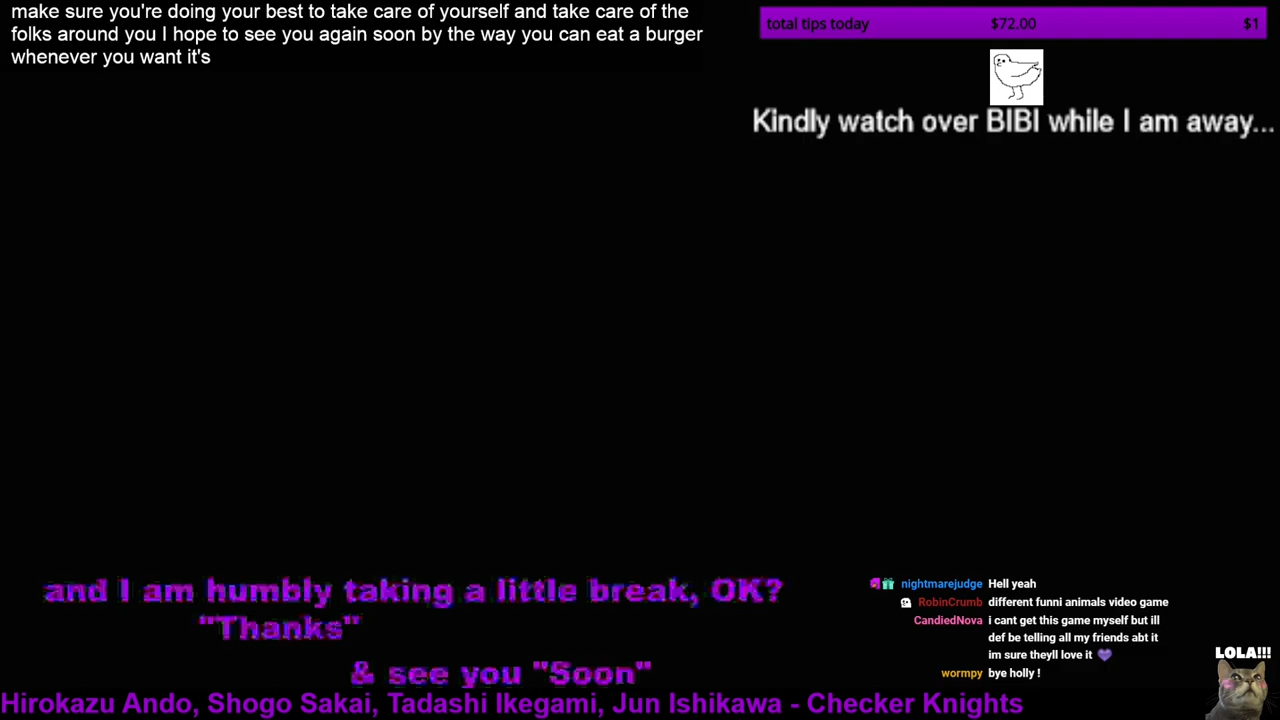 make sure you're doing your best to take care of yourself and take care of the
folks around you I hope to see you again soon by the way you can eat a burger
whenever you want it's
total tips today $72.00 $1
Kindly watch over BIBI while I am away...
and I am humbly taking a little break, OK?
"Thanks"
& see you "Soon"
nightmarejudge Hell yeah
RobinCrumb different funni animals video game
CandiedNova i cant get this game myself but ill
def be telling all my friends abt it
im sure theyll love it 💜
wormpy bye holly !
LOLA!!!
Hirokazu Ando, Shogo Sakai, Tadashi Ikegami, Jun Ishikawa - Checker Knights